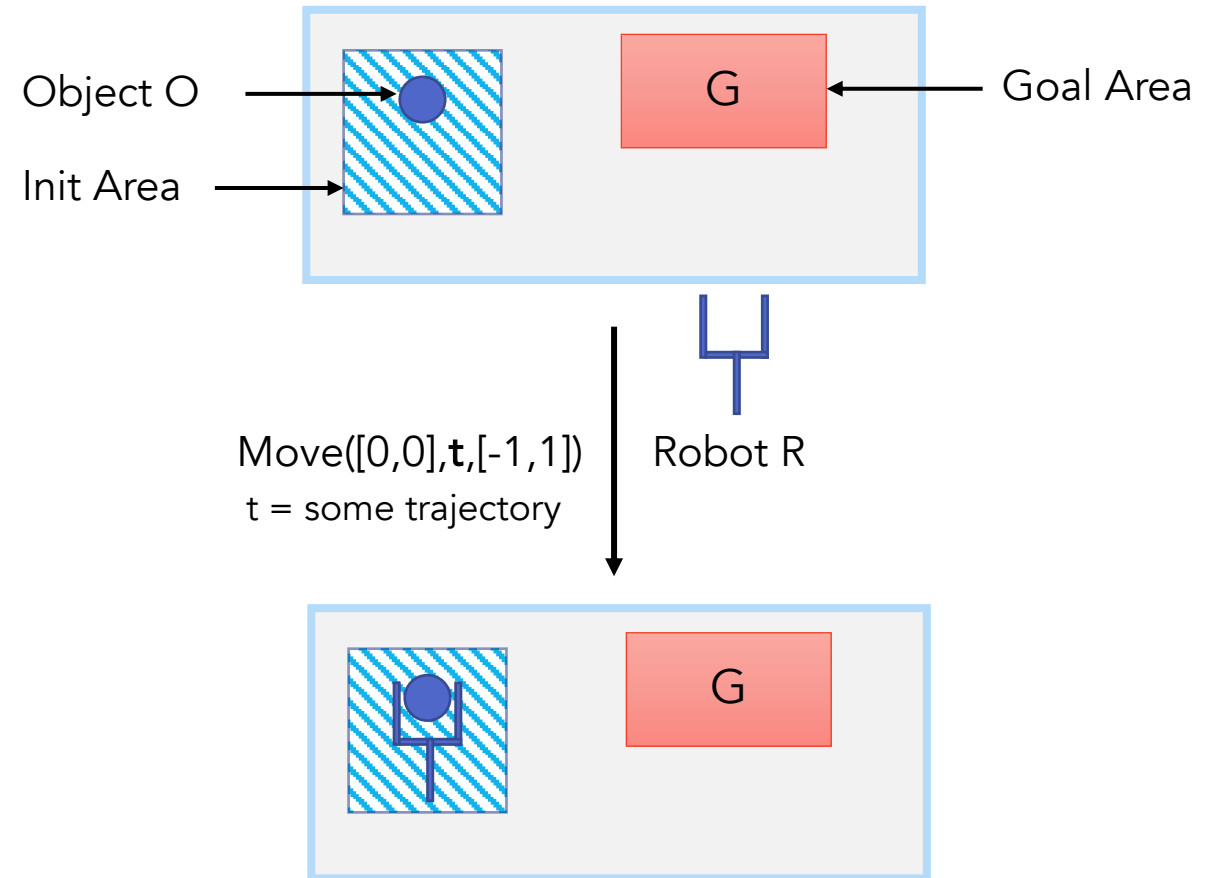 Object O
G
Goal Area
Init Area
Move([0,0],t,[-1,1])
Robot R
t = some trajectory
G